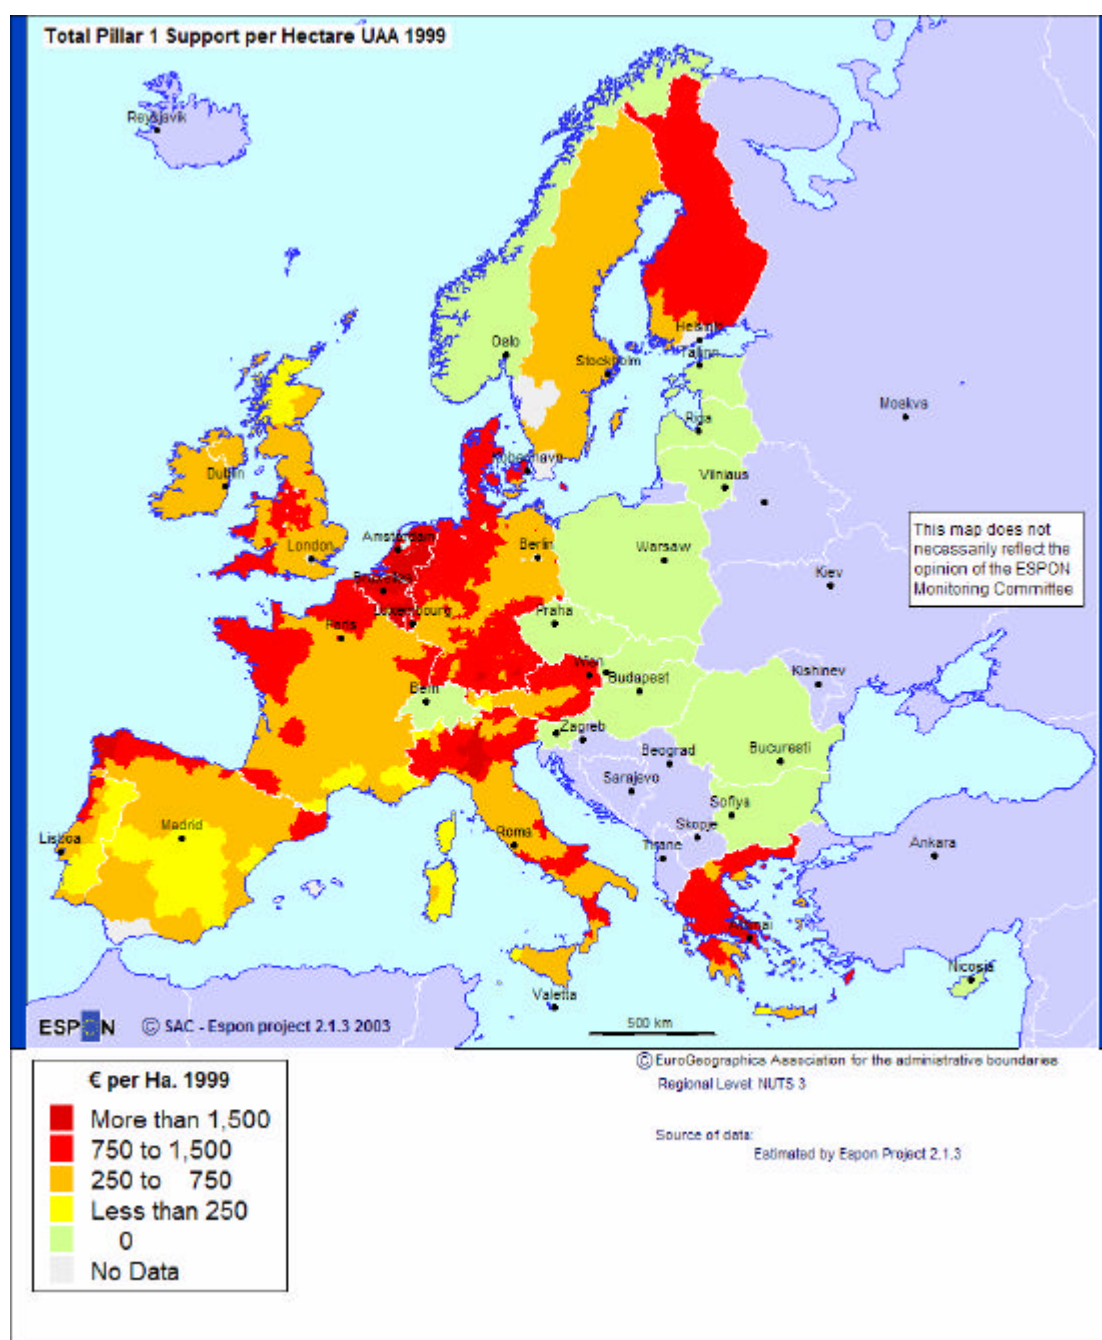 Total Pillar 1 Support per Hectare UAA 1999
Reykjavik
Oslo
Helsinki
Tallinn
Stockholm
Riga
Moskva
Kobenhavn
Dublin
Vilniaus
Amsterdam
London
Berlin
Warsaw
This map does not
necessarily reflect the
opinion of the ESPON
Monitoring Committee
Bruxelles
Kiev
Luxembourg
Praha
Paris
Wien
Kishinev
Budapest
Bern
Zagreb
Beograd
Bucuresti
Sarajevo
Sofiya
Skopje
Lisboa
Madrid
Roma
Tirane
Ankara
Athinai
Nicosia
Valetta
ESPON
© SAC - Espon project 2.1.3 2003
500 km
© EuroGeographics Association for the administrative boundaries
Regional Level: NUTS 3
Source of data:
Estimated by Espon Project 2.1.3
€ per Ha. 1999
More than 1,500
750 to 1,500
250 to 750
Less than 250
0
No Data